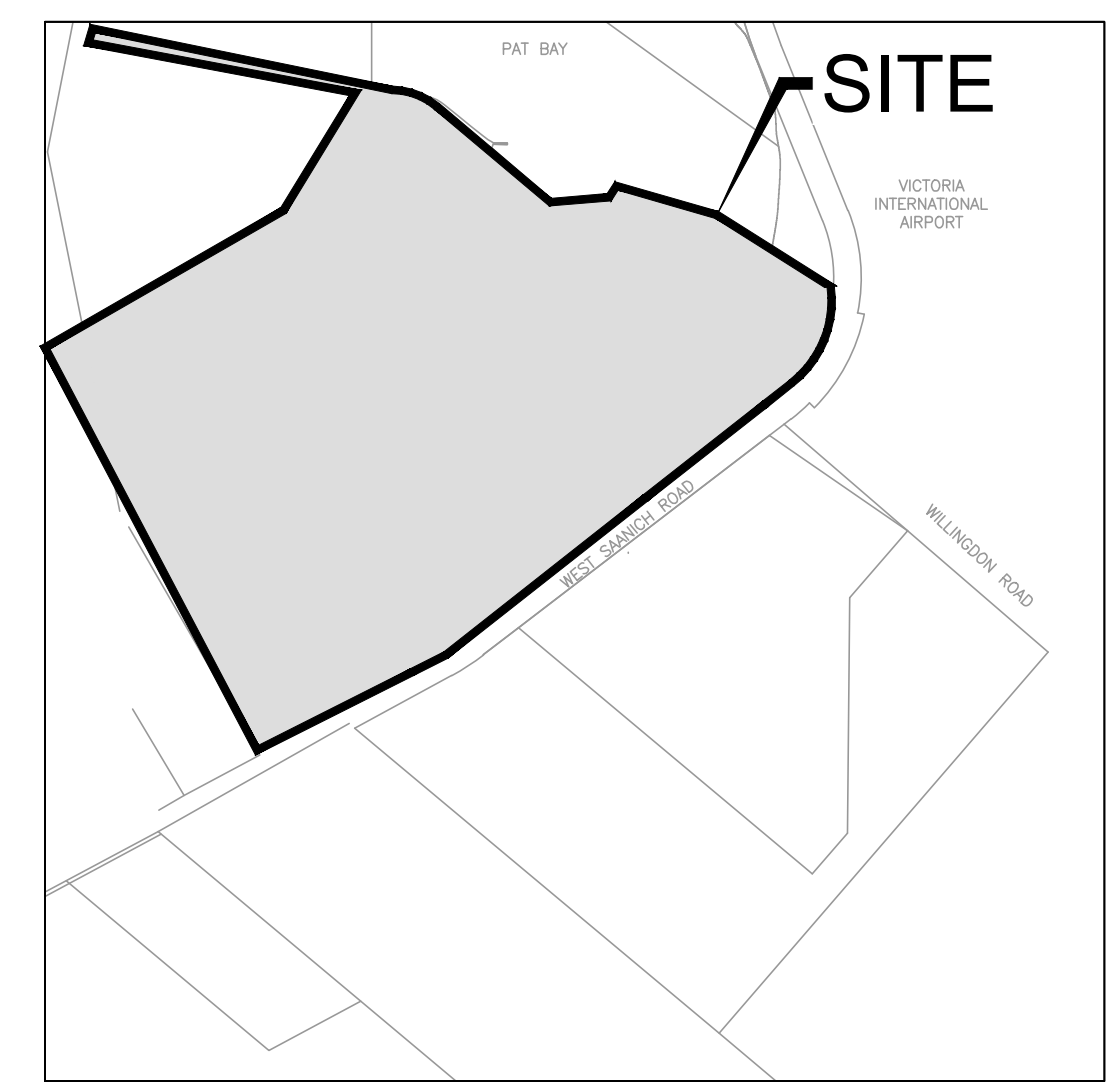 PAT BAY
SITE
VICTORIA
INTERNATIONAL
AIRPORT
WEST SAANICH ROAD
WILLINGDON ROAD